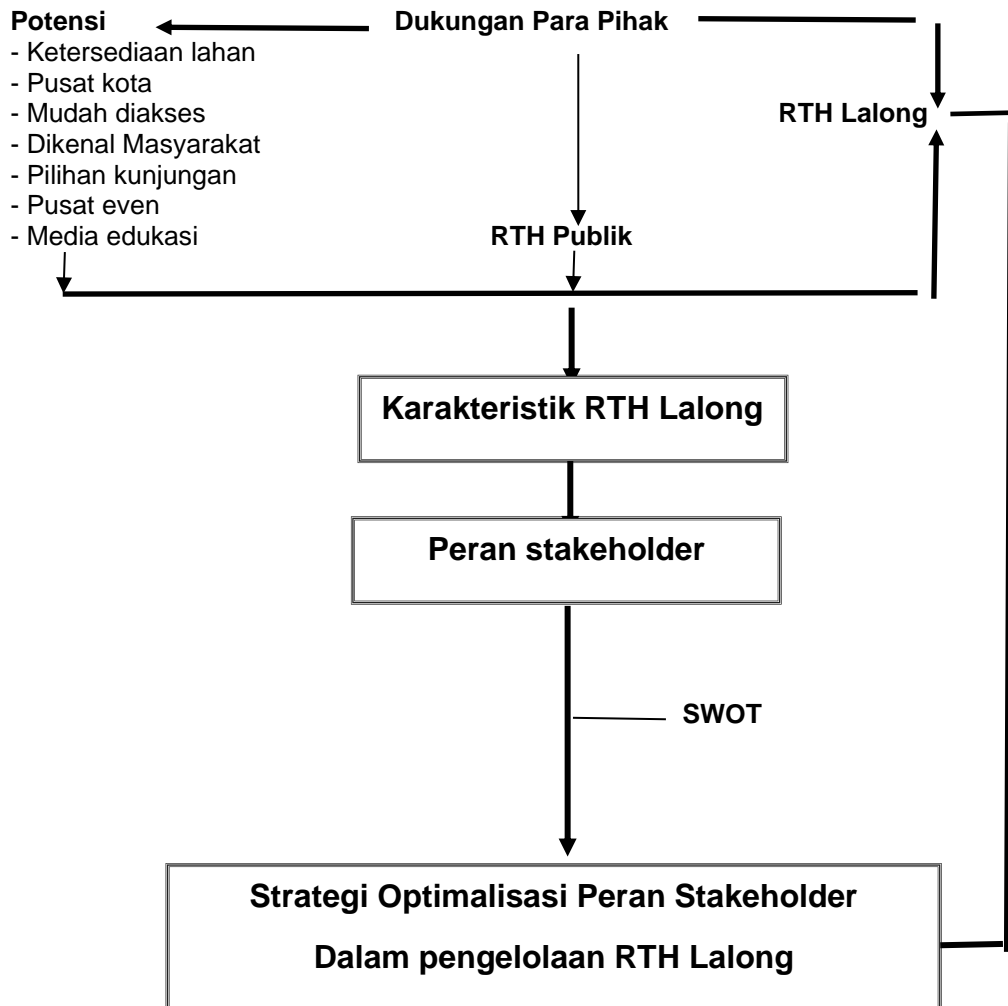 Potensi
- Ketersediaan lahan
- Pusat kota
- Mudah diakses
- Dikenal Masyarakat
- Pilihan kunjungan
- Pusat even
- Media edukasi
Dukungan Para Pihak
RTH Lalong
RTH Publik
Karakteristik RTH Lalong
Peran stakeholder
SWOT
Strategi Optimalisasi Peran Stakeholder
Dalam pengelolaan RTH Lalong